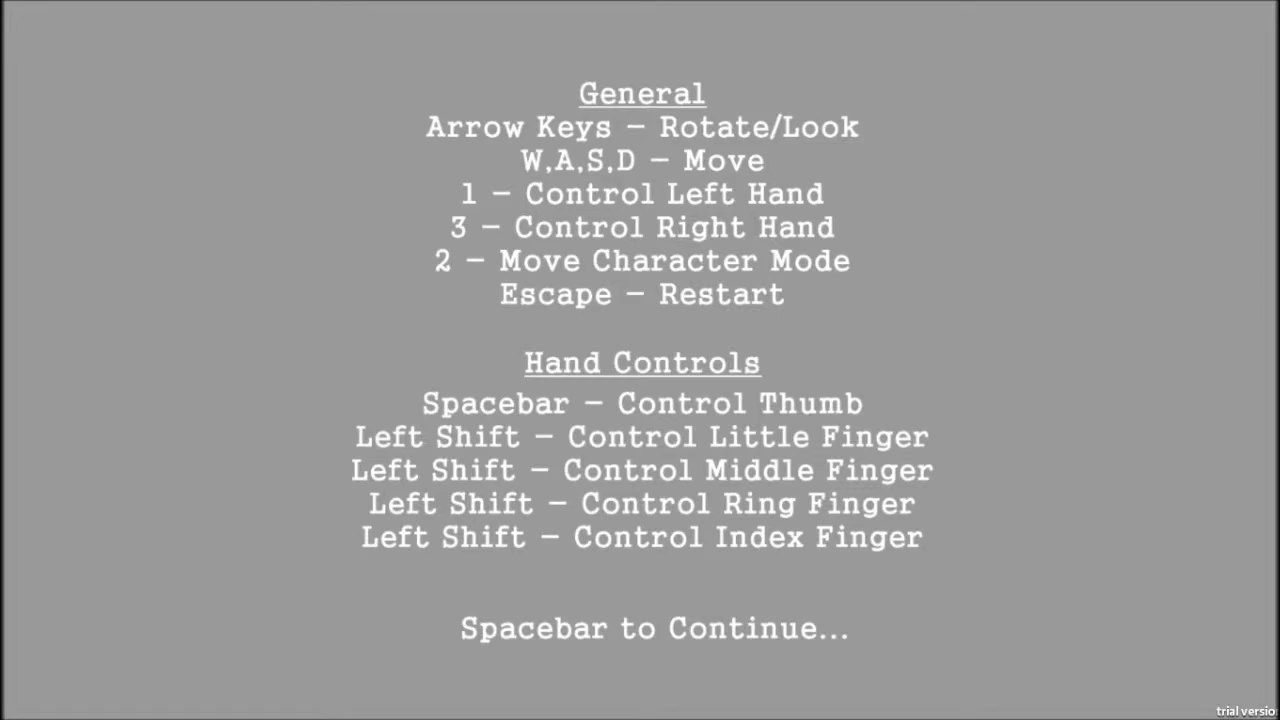 General
Arrow Keys - Rotate/Look
W,A,S,D - Move
1 - Control Left Hand
3 - Control Right Hand
2 - Move Character Mode
Escape - Restart
Hand Controls
Spacebar - Control Thumb
Left Shift - Control Little Finger
Left Shift - Control Middle Finger
Left Shift - Control Ring Finger
Left Shift - Control Index Finger
Spacebar to Continue...
trial versio